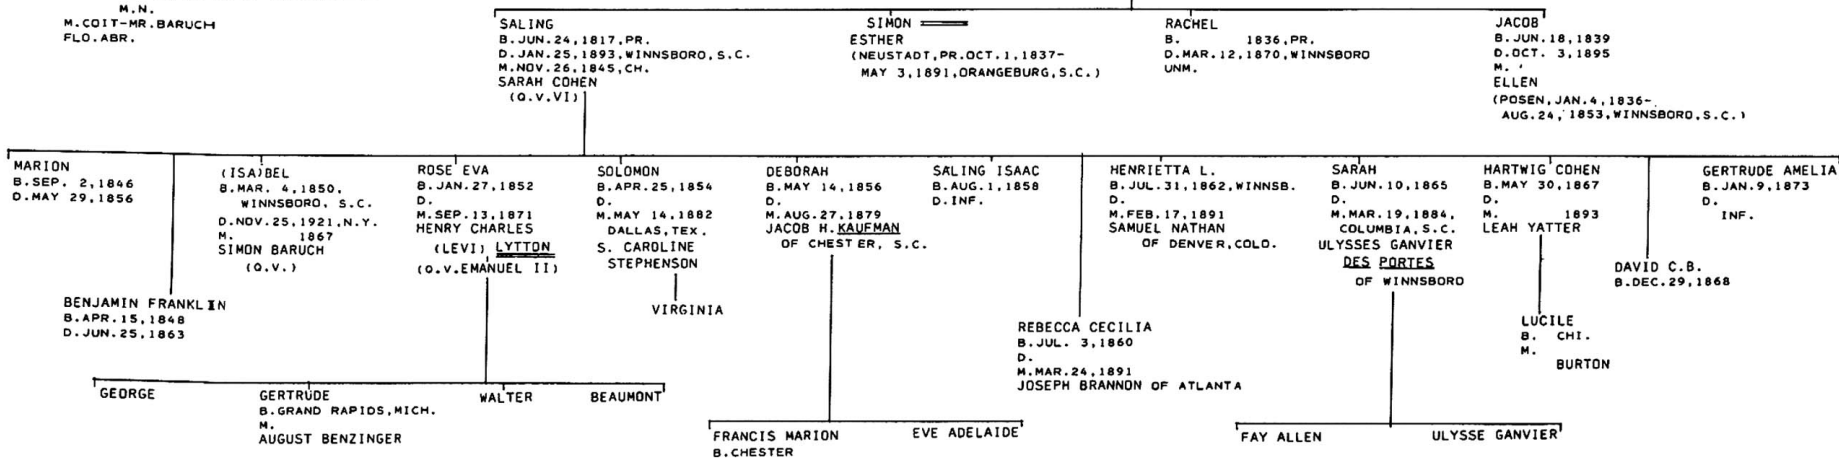 M.N.
M.COIT-MR.BARUCH
FLO.ABR.
SALING
B.JUN.24,1817,PR.
D.JAN.25,1893,WINNSBORO,S.C.
M.NOV.26,1845,CH.
SARAH COHEN
(Q.V.VI)
SIMON
ESTHER
(NEUSTADT,PR.OCT.1,1837-
MAY 3,1891,ORANGEBURG,S.C.)
RACHEL
B. 1836,PR.
D.MAR.12,1870,WINNSBORO
UNM.
JACOB
B.JUN.18,1839
D.OCT. 3,1895
M.
ELLEN
(POSEN,JAN.4,1836-
AUG.24,1853,WINNSBORO,S.C.)
MARION
B.SEP. 2,1846
D.MAY 29,1856
BENJAMIN FRANKLIN
B.APR.15,1848
D.JUN.25,1863
(ISA)BEL
B.MAR. 4,1850,
WINNSBORO, S.C.
D.NOV.25,1921,N.Y.
M. 1867
SIMON BARUCH
(Q.V.)
ROSE EVA
B.JAN.27,1852
D.
M.SEP.13,1871
HENRY CHARLES
(LEVI) LYTTON
(Q.V.EMANUEL II)
SOLOMON
B.APR.25,1854
D.
M.MAY 14,1882
DALLAS,TEX.
S. CAROLINE
STEPHENSON
VIRGINIA
DEBORAH
B.MAY 14,1856
D.
M.AUG.27,1879
JACOB H.KAUFMAN
OF CHESTER, S.C.
SALING ISAAC
B.AUG.1,1858
D.INF.
REBECCA CECILIA
B.JUL. 3,1860
D.
M.MAR.24,1891
JOSEPH BRANNON OF ATLANTA
HENRIETTA L.
B.JUL.31,1862,WINNSB.
D.
M.FEB.17,1891
SAMUEL NATHAN
OF DENVER,COLO.
SARAH
B.JUN.10,1865
D.
M.MAR.19,1884,
COLUMBIA,S.C.
ULYSSES GANVIER
DES PORTES
OF WINNSBORO
HARTWIG COHEN
B.MAY 30,1867
D.
M. 1893
LEAH YATTER
LUCILE
B. CHI.
M.
BURTON
DAVID C.B.
B.DEC.29,1868
GERTRUDE AMELIA
B.JAN.9,1873
D.
INF.
GEORGE
GERTRUDE
B.GRAND RAPIDS,MICH.
M.
AUGUST BENZINGER
WALTER
BEAUMONT
FRANCIS MARION
B.CHESTER
EVE ADELAIDE
FAY ALLEN
ULYSSE GANVIER